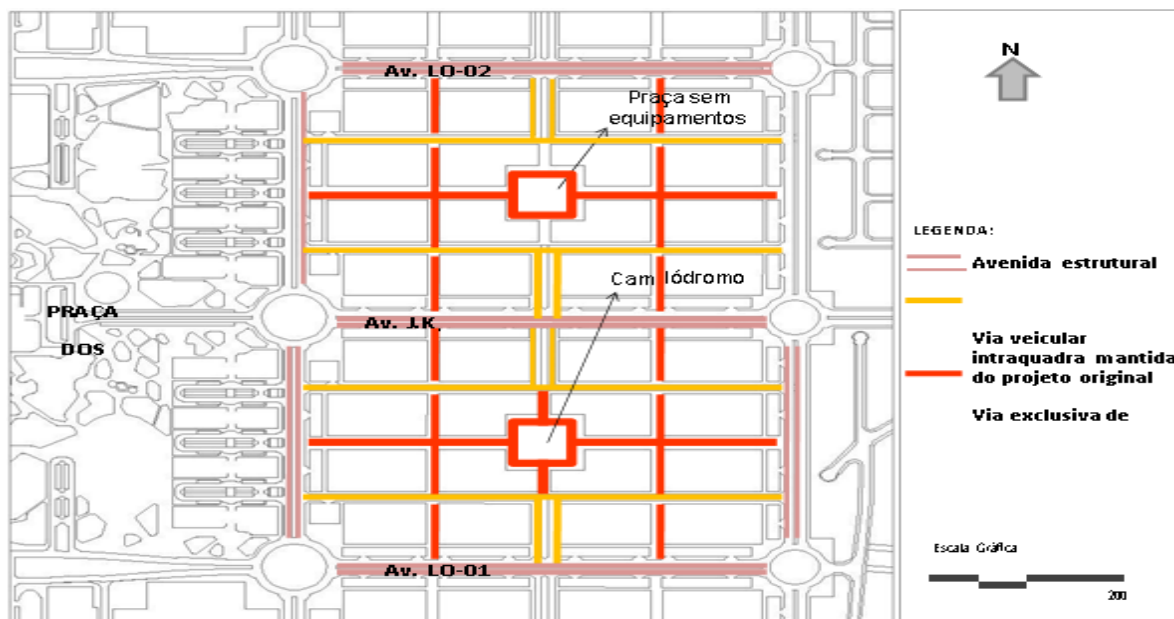 Av. LO-02
Praça sem
equipamentos
Cam lódromo
PRAÇA
DOS
Av. J.K.
Av. LO-01
N
LEGENDA:
Avenida estrutural
Via veicular
intraquadra mantida
do projeto original
Via exclusiva de
Escala Gráfica
200